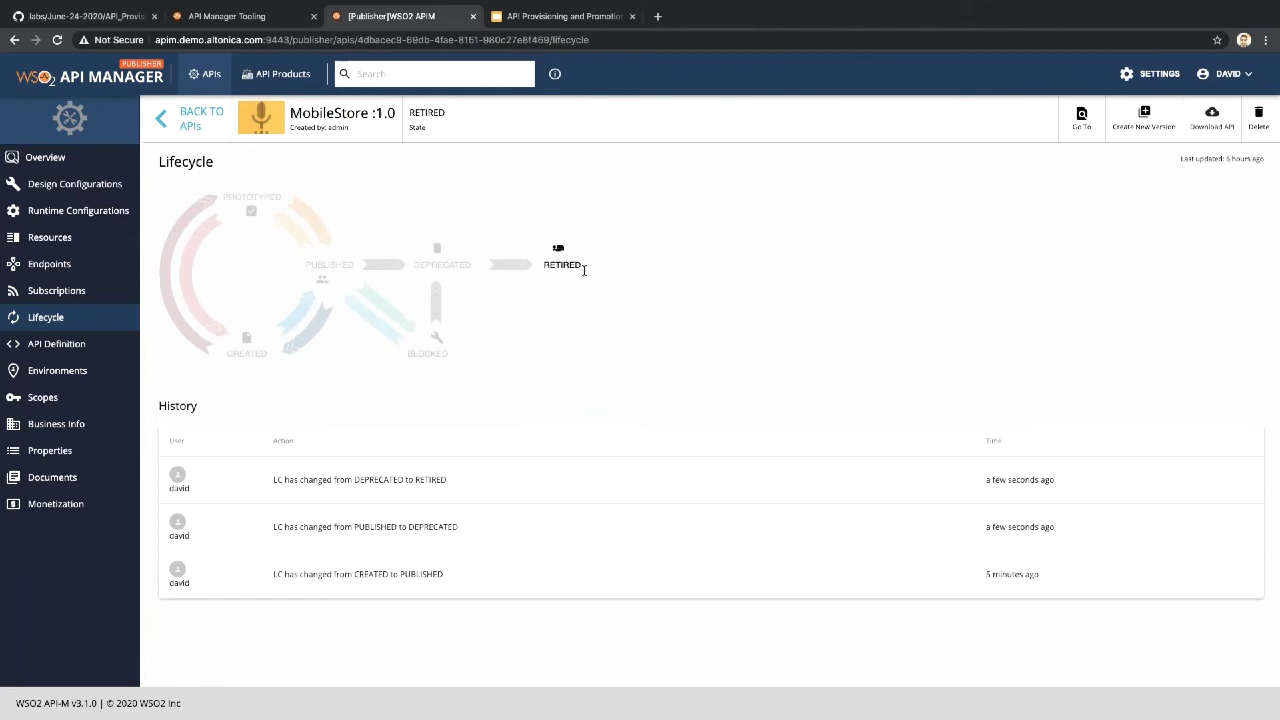 labs/June-24-2020/API_Provisi
API Manager Tooling
[Publisher]WSO2 APIM
API Provisioning and Promotion
Not Secure
apim.demo.altonica.com:9443/publisher/apis/4dbacec9-69db-4fae-8151-980c27e8f469/lifecycle
PUBLISHER
WSO2 API MANAGER
APIs
API Products
Search
SETTINGS
DAVID
BACK TO
APIs
MobileStore :1.0
Created by: admin
RETIRED
State
Go To
Create New Version
Download API
Delete
Overview
Design Configurations
Runtime Configurations
Resources
Endpoints
Subscriptions
Lifecycle
API Definition
Environments
Scopes
Business Info
Properties
Documents
Monetization
Lifecycle
Last updated: 6 hours ago
PROTOTYPED
PUBLISHED
DEPRECATED
RETIRED
CREATED
BLOCKED
History
User
Action
Time
david
LC has changed from DEPRECATED to RETIRED
a few seconds ago
david
LC has changed from PUBLISHED to DEPRECATED
a few seconds ago
david
LC has changed from CREATED to PUBLISHED
5 minutes ago
WSO2 API-M v3.1.0 | © 2020 WSO2 Inc